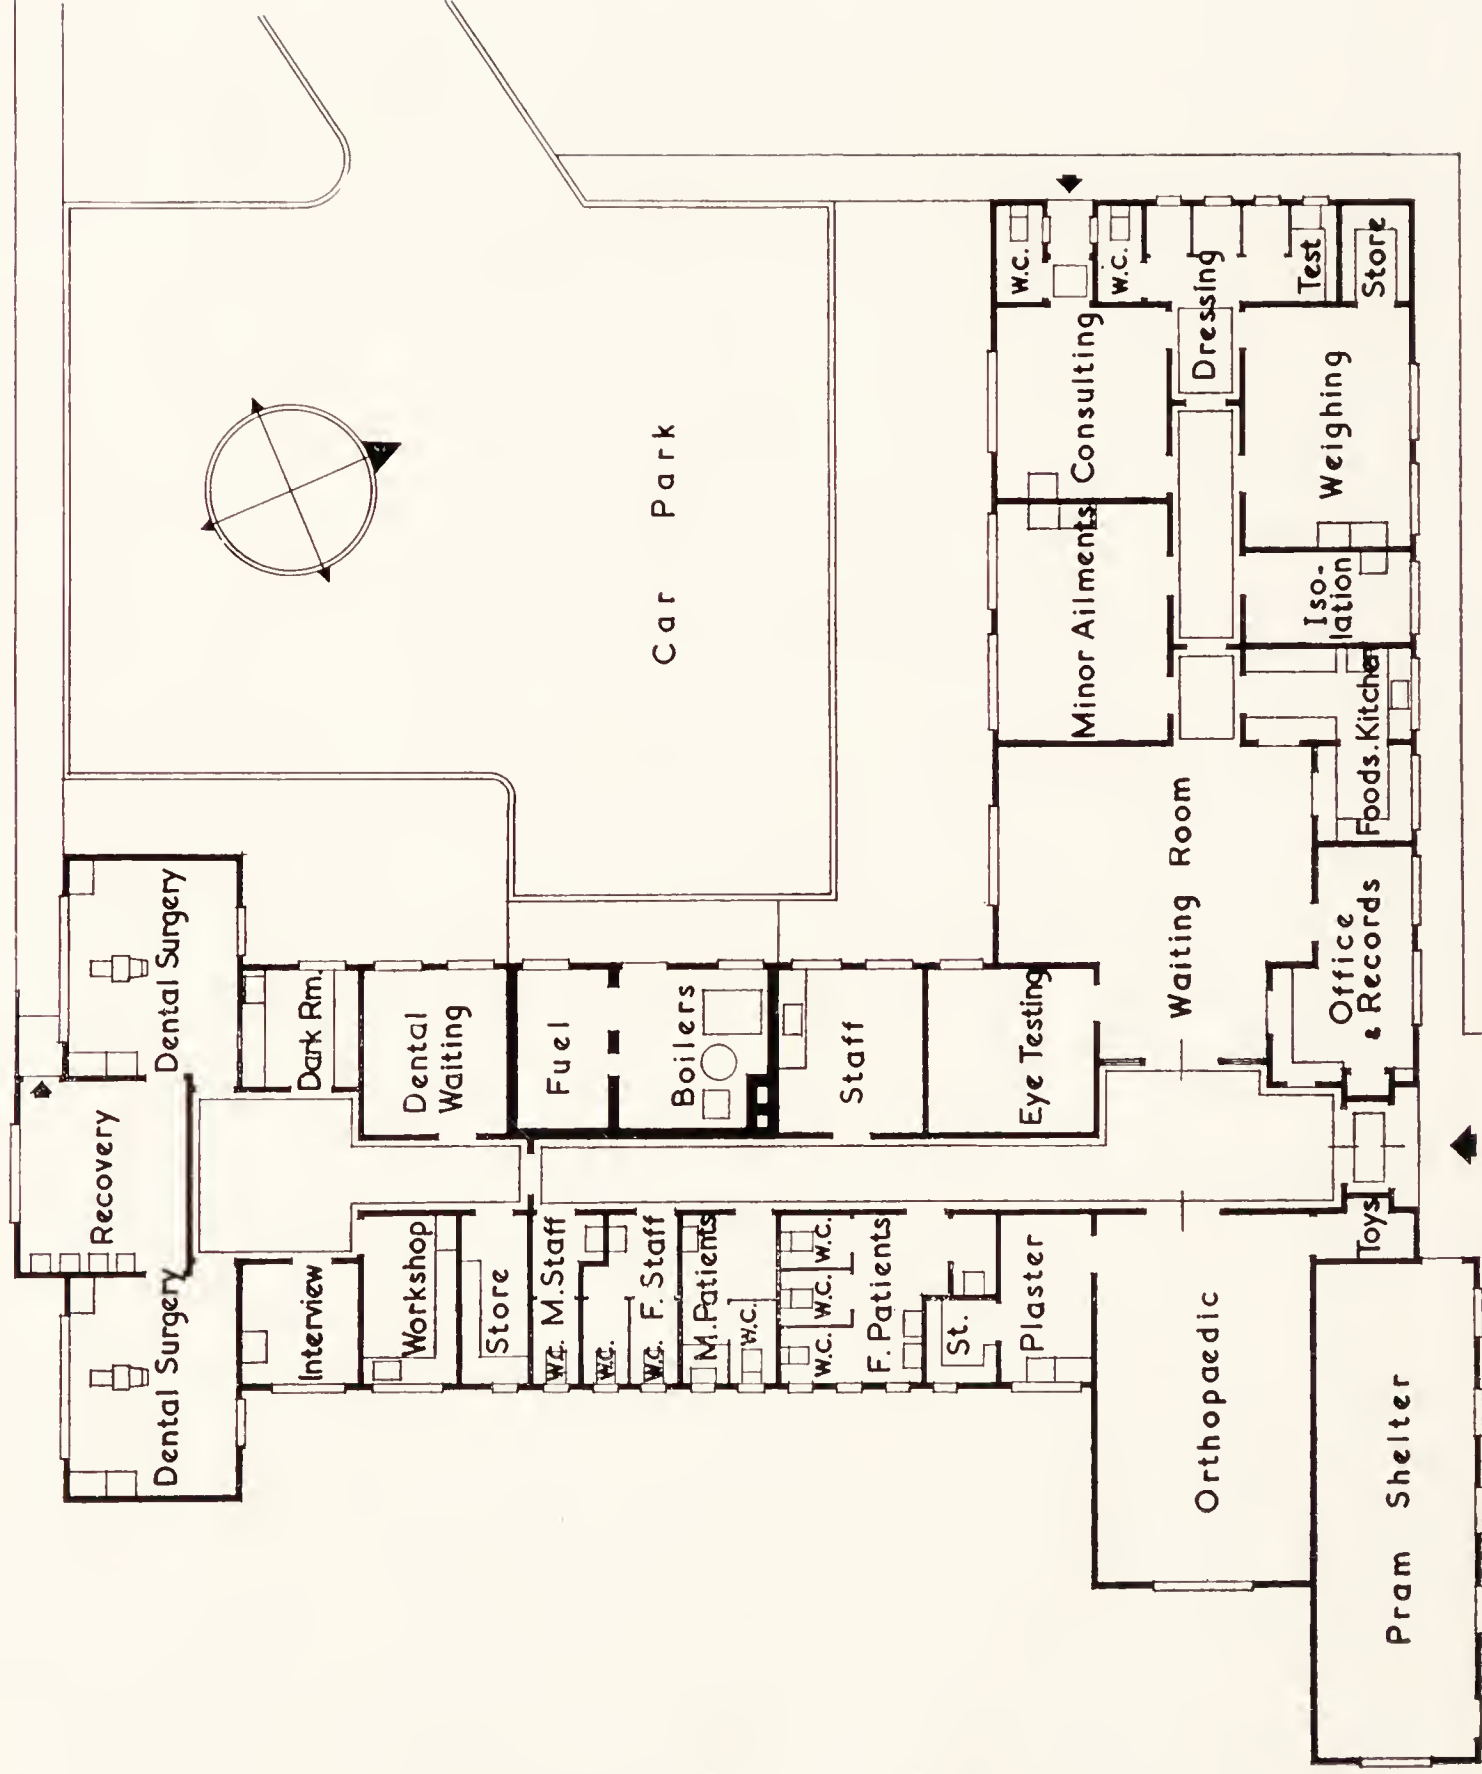 Dental Surgery
Recovery
Dental Surgery
Dark Rm.
Interview
Dental
Waiting
Workshop
Fuel
Store
Boilers
W.C. M.Staff
W.C.
W.C. F. Staff
Staff
M.Patients
W.C.
Eye Testing
W.C.
W.C.
W.C.
F. Patients
St.
Plaster
Car Park
W.C.
W.C.
Consulting
Minor Ailments
Dressing
Test
Store
Weighing
Iso-
lation
Foods. Kitchen
Waiting Room
Office
& Records
Toys
Orthopaedic
Pram Shelter